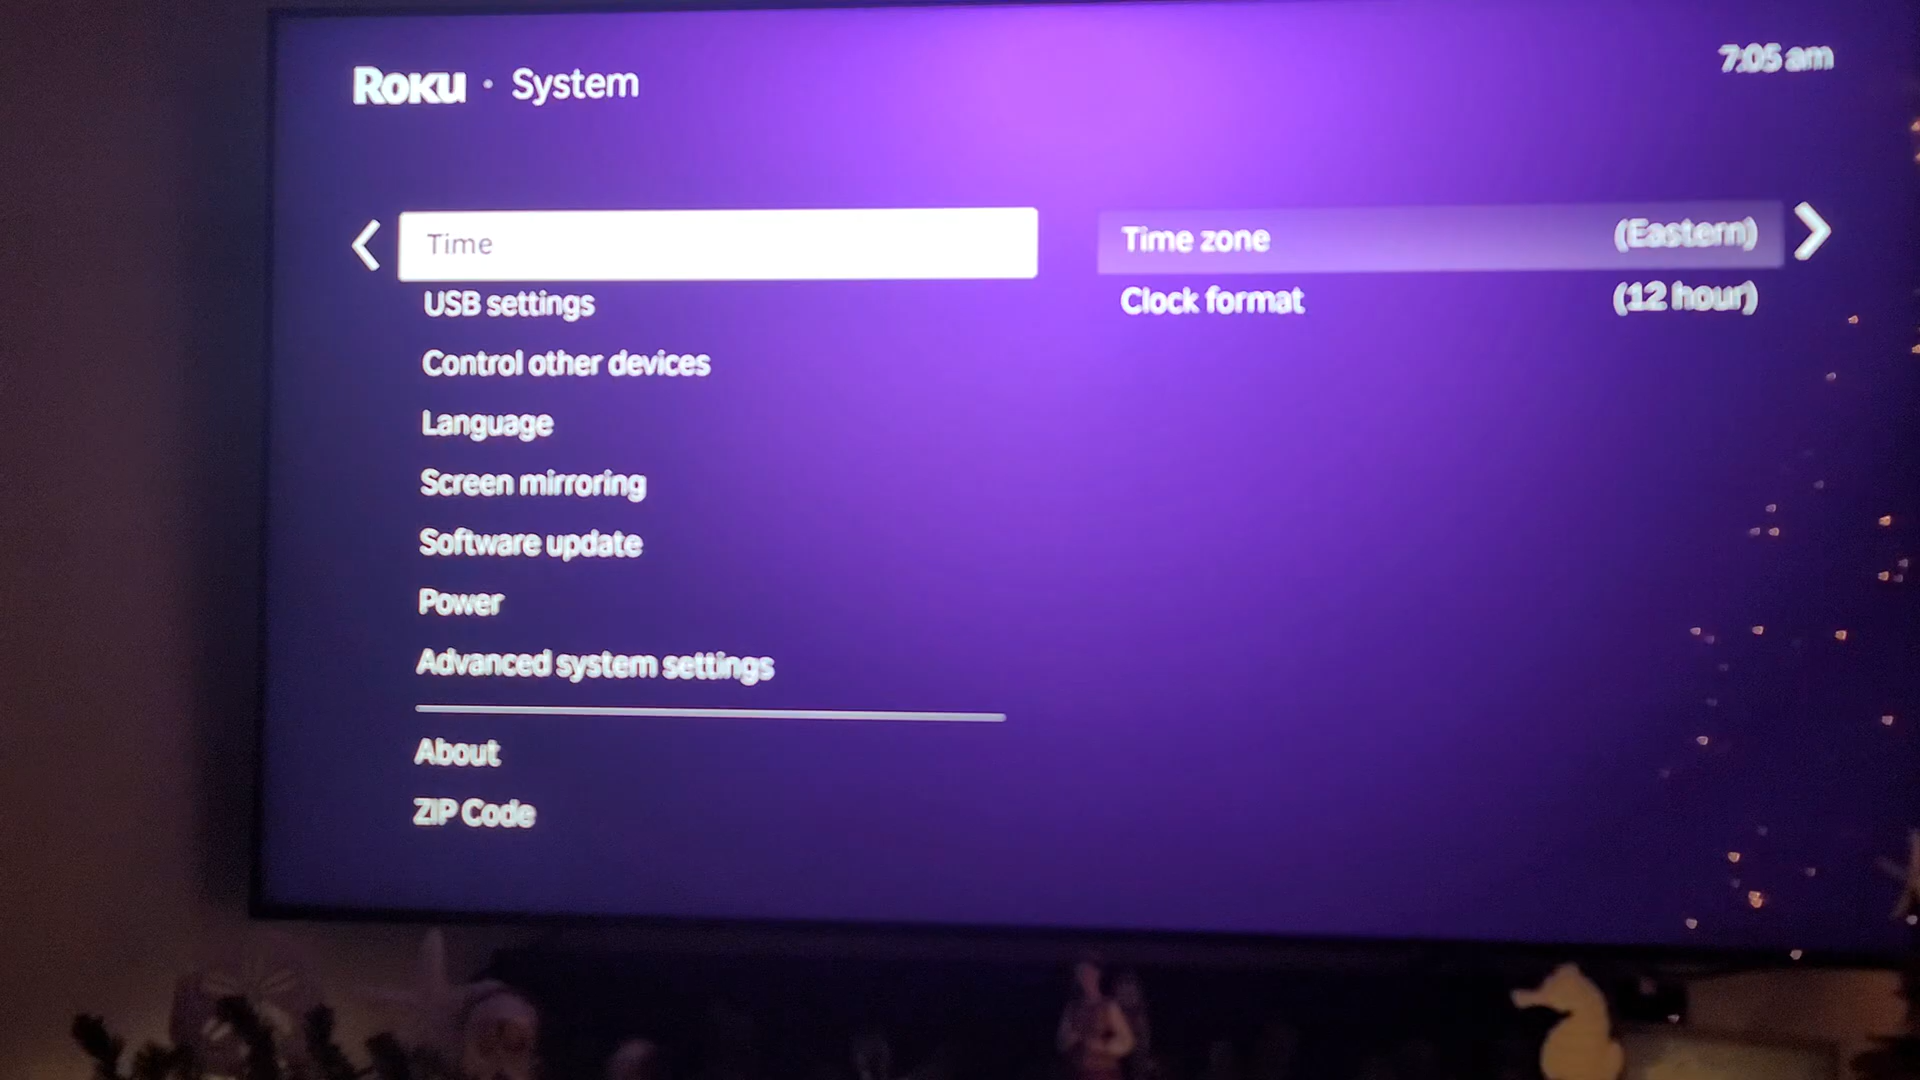 Roku · System
7:05 am
Time
USB settings
Control other devices
Language
Screen mirroring
Software update
Power
Advanced system settings
About
ZIP Code
Time zone (Eastern)
Clock format (12 hour)